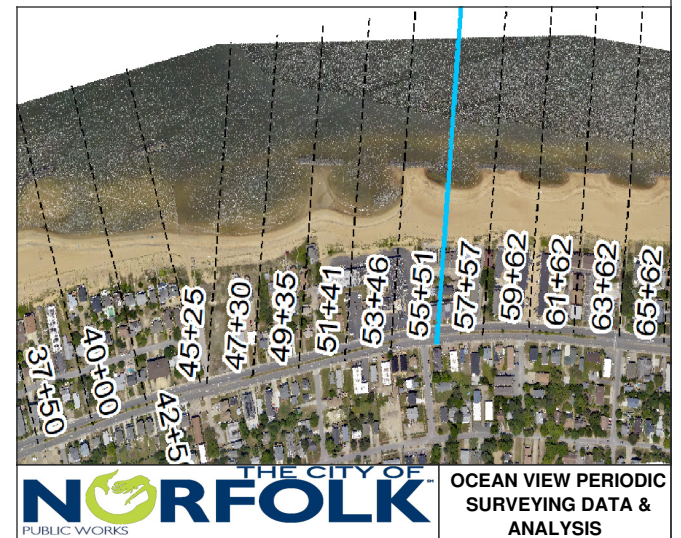 37+50
40+00
42+5
45+25
47+30
49+35
51+41
53+46
55+51
57+57
59+62
61+62
63+62
65+62
THE CITY OF
NORFOLK
PUBLIC WORKS
OCEAN VIEW PERIODIC
SURVEYING DATA &
ANALYSIS